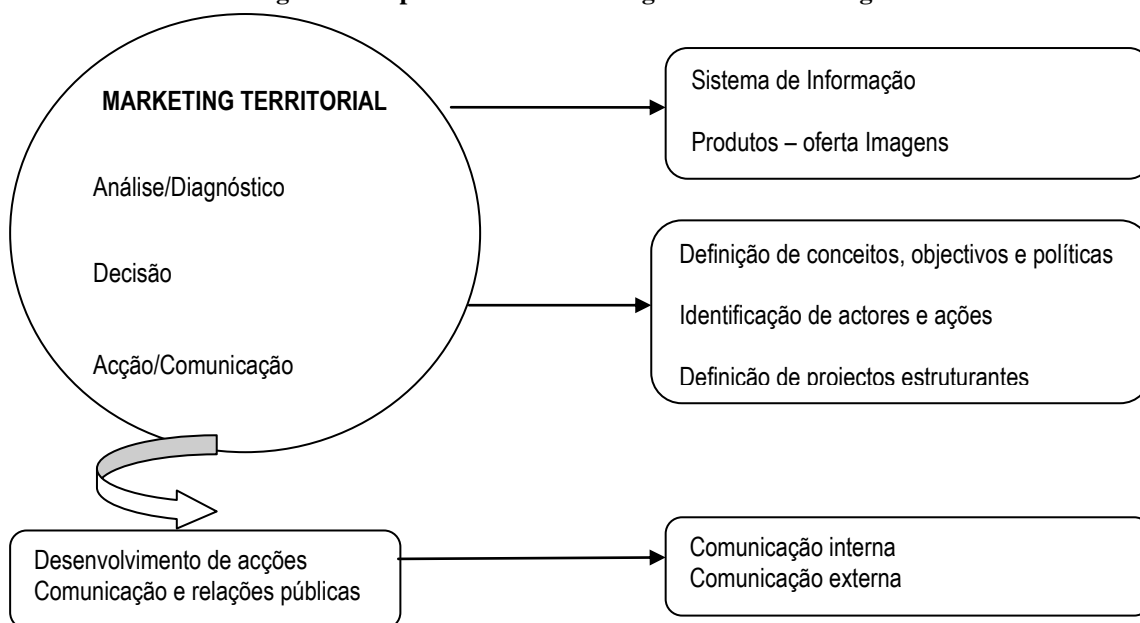 MARKETING TERRITORIAL
Análise/Diagnóstico
Decisão
Acção/Comunicação
Sistema de Informação
Produtos – oferta Imagens
Definição de conceitos, objectivos e políticas
Identificação de actores e ações
Definição de projectos estruturantes
Desenvolvimento de acções
Comunicação e relações públicas
Comunicação interna
Comunicação externa